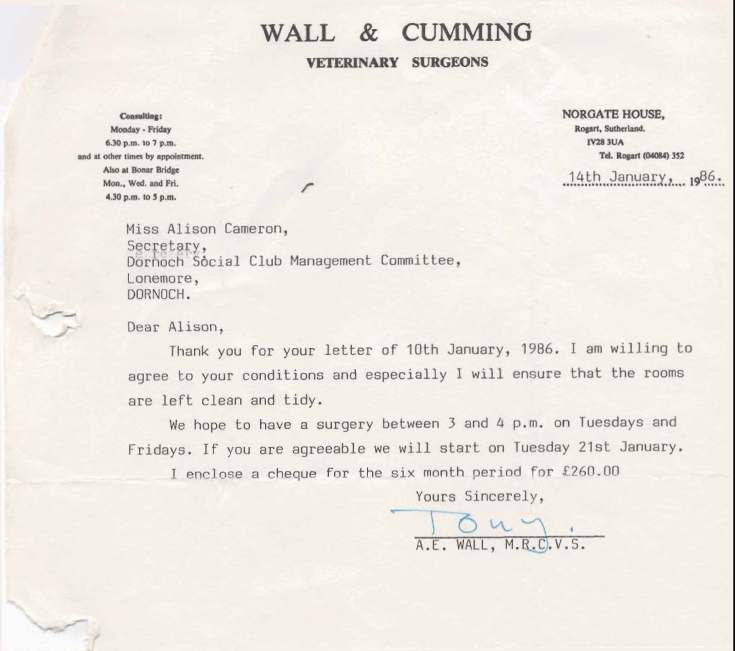 WALL & CUMMING
VETERINARY SURGEONS
Consulting:
Monday - Friday
6.30 p.m. to 7 p.m.
and at other times by appointment.
Also at Bonar Bridge
Mon., Wed. and Fri.
4.30 p.m. to 5 p.m.
NORGATE HOUSE,
Rogart, Sutherland.
IV28 3UA
Tel. Rogart (04084) 352
14th January, 1986.
Miss Alison Cameron,
Secretary,
Dornoch Social Club Management Committee,
Lonemore,
DORNOCH.
Dear Alison,
Thank you for your letter of 10th January, 1986. I am willing to
agree to your conditions and especially I will ensure that the rooms
are left clean and tidy.
We hope to have a surgery between 3 and 4 p.m. on Tuesdays and
Fridays. If you are agreeable we will start on Tuesday 21st January.
I enclose a cheque for the six month period for £260.00
Yours Sincerely,
Tony.
A.E. WALL, M.R.C.V.S.